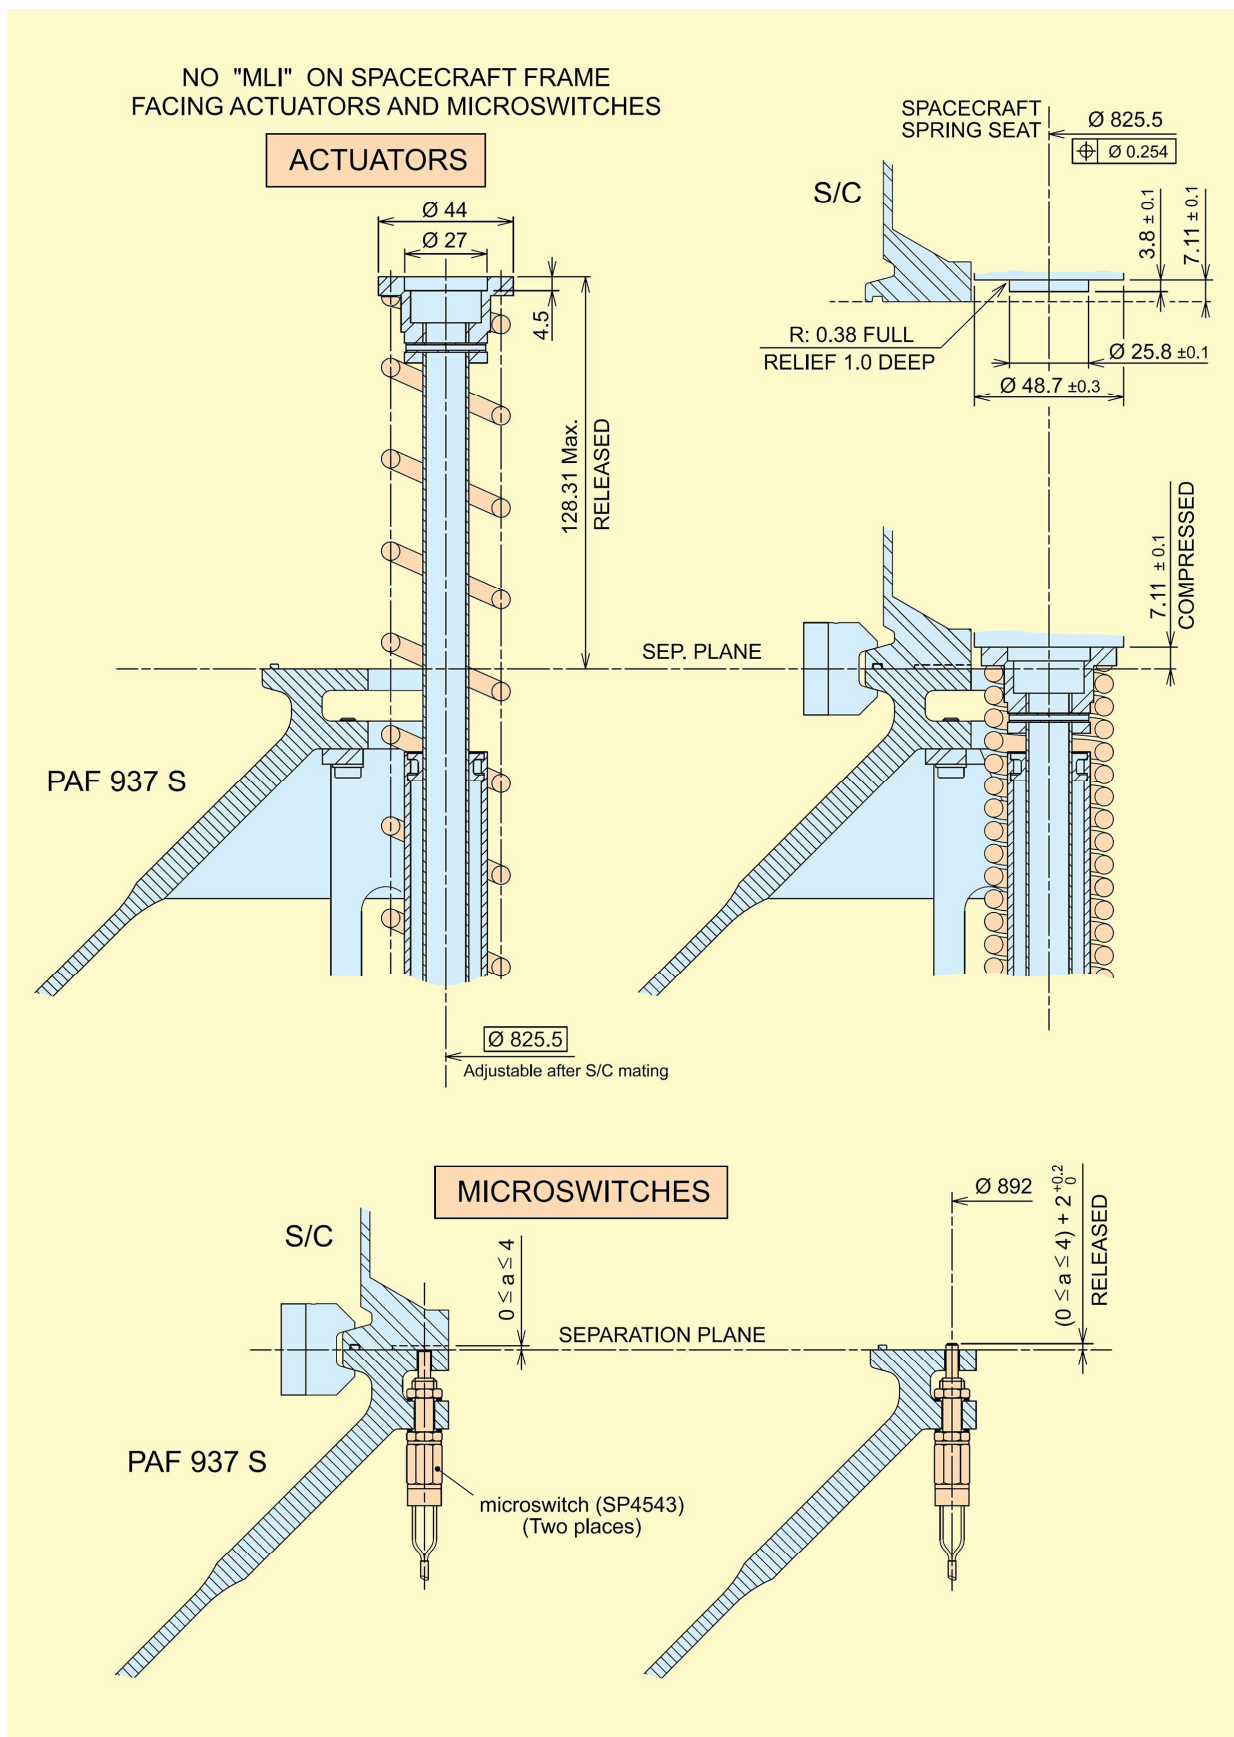 NO "MLI" ON SPACECRAFT FRAME
FACING ACTUATORS AND MICROSWITCHES
ACTUATORS
SPACECRAFT
SPRING SEAT
Ø 825.5
⌖ Ø 0.254
S/C
3.8 ± 0.1
7.11 ± 0.1
R: 0.38 FULL
RELIEF 1.0 DEEP
Ø 25.8 ±0.1
Ø 48.7 ±0.3
Ø 44
Ø 27
4.5
128.31 Max.
RELEASED
7.11 ± 0.1
COMPRESSED
SEP. PLANE
PAF 937 S
Ø 825.5
Adjustable after S/C mating
MICROSWITCHES
S/C
0 ≤ a ≤ 4
Ø 892
(0 ≤ a ≤ 4) + 2 +0.2 0
RELEASED
SEPARATION PLANE
PAF 937 S
microswitch (SP4543)
(Two places)